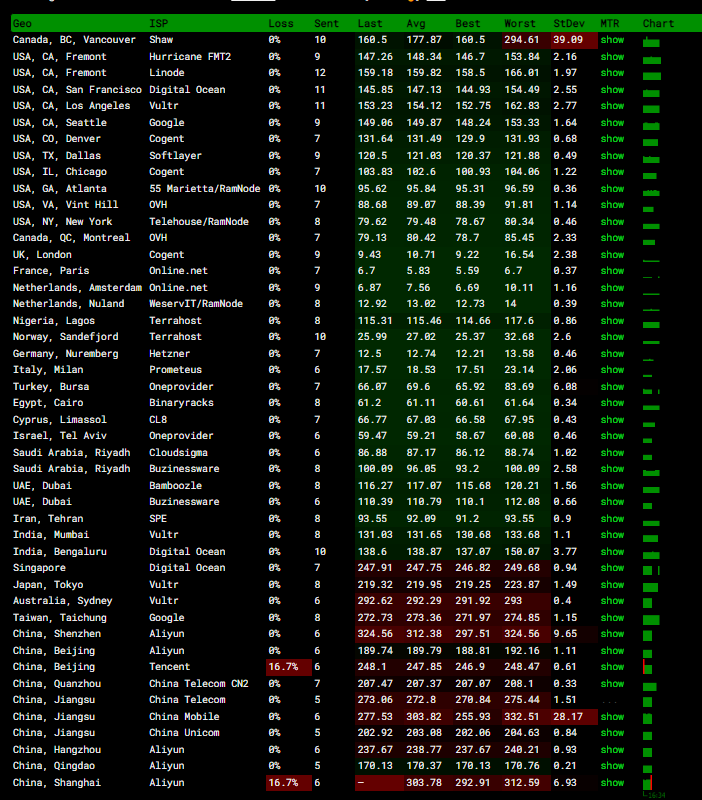 Geo ISP Loss Sent Last Avg Best Worst StDev MTR Chart
Canada, BC, Vancouver Shaw 0% 10 160.5 177.87 160.5 294.61 39.09 show
USA, CA, Fremont Hurricane FMT2 0% 9 147.26 148.34 146.7 153.84 2.16 show
USA, CA, Fremont Linode 0% 12 159.18 159.82 158.5 166.01 1.97 show
USA, CA, San Francisco Digital Ocean 0% 11 145.85 147.13 144.93 154.49 2.55 show
USA, CA, Los Angeles Vultr 0% 11 153.23 154.12 152.75 162.83 2.77 show
USA, CA, Seattle Google 0% 9 149.06 149.87 148.24 153.33 1.64 show
USA, CO, Denver Cogent 0% 7 131.64 131.49 129.9 131.93 0.68 show
USA, TX, Dallas Softlayer 0% 9 120.5 121.03 120.37 121.88 0.49 show
USA, IL, Chicago Cogent 0% 7 103.83 102.6 100.93 104.06 1.22 show
USA, GA, Atlanta 55 Marietta/RamNode 0% 10 95.62 95.84 95.31 96.59 0.36 show
USA, VA, Vint Hill OVH 0% 7 88.68 89.07 88.39 91.81 1.14 show
USA, NY, New York Telehouse/RamNode 0% 8 79.62 79.48 78.67 80.34 0.46 show
Canada, QC, Montreal OVH 0% 7 79.13 80.42 78.7 85.45 2.33 show
UK, London Cogent 0% 9 9.43 10.71 9.22 16.54 2.38 show
France, Paris Online.net 0% 9 6.7 5.83 5.59 6.7 0.37 show
Netherlands, Amsterdam Online.net 0% 9 6.87 7.56 6.69 10.11 1.16 show
Netherlands, Nuland WeservIT/RamNode 0% 8 12.92 13.02 12.73 14 0.39 show
Nigeria, Lagos Terrahost 0% 8 115.31 115.46 114.66 117.6 0.86 show
Norway, Sandefjord Terrahost 0% 10 25.99 27.02 25.37 32.68 2.6 show
Germany, Nuremberg Hetzner 0% 7 12.5 12.74 12.21 13.58 0.46 show
Italy, Milan Prometeus 0% 6 17.57 18.53 17.51 23.14 2.06 show
Turkey, Bursa Oneprovider 0% 7 66.07 69.6 65.92 83.69 6.08 show
Egypt, Cairo Binaryracks 0% 8 61.2 61.11 60.61 61.64 0.34 show
Cyprus, Limassol CL8 0% 7 66.77 67.03 66.58 67.95 0.43 show
Israel, Tel Aviv Oneprovider 0% 6 59.47 59.21 58.67 60.08 0.46 show
Saudi Arabia, Riyadh Cloudsigma 0% 6 86.88 87.17 86.12 88.74 1.02 show
Saudi Arabia, Riyadh Buzinessware 0% 8 100.09 96.05 93.2 100.09 2.58 show
UAE, Dubai Bamboozle 0% 8 116.27 117.07 115.68 120.21 1.56 show
UAE, Dubai Buzinessware 0% 6 110.39 110.79 110.1 112.08 0.66 show
Iran, Tehran SPE 0% 8 93.55 92.09 91.2 93.55 0.9 show
India, Mumbai Vultr 0% 8 131.03 131.65 130.68 133.68 1.1 show
India, Bengaluru Digital Ocean 0% 10 138.6 138.87 137.07 150.07 3.77 show
Singapore Digital Ocean 0% 7 247.91 247.75 246.82 249.68 0.94 show
Japan, Tokyo Vultr 0% 8 219.32 219.95 219.25 223.87 1.49 show
Australia, Sydney Vultr 0% 6 292.62 292.29 291.92 293 0.4 show
Taiwan, Taichung Google 0% 8 272.73 273.36 271.97 274.85 1.15 show
China, Shenzhen Aliyun 0% 6 324.56 312.38 297.51 324.56 9.65 show
China, Beijing Aliyun 0% 6 189.74 189.79 188.81 192.16 1.11 show
China, Beijing Tencent 16.7% 6 248.1 247.85 246.9 248.47 0.61 show
China, Quanzhou China Telecom CN2 0% 7 207.47 207.37 207.07 208.1 0.33 show
China, Jiangsu China Telecom 0% 5 273.06 272.8 270.84 275.44 1.51 ...
China, Jiangsu China Mobile 0% 6 277.53 303.82 255.93 332.51 28.17 show
China, Jiangsu China Unicom 0% 5 202.92 203.08 202.06 204.63 0.84 show
China, Hangzhou Aliyun 0% 6 237.67 238.77 237.67 240.21 0.93 show
China, Qingdao Aliyun 0% 5 170.13 170.37 170.13 170.76 0.21 show
China, Shanghai Aliyun 16.7% 6 – 303.78 292.91 312.59 6.93 show
16:34